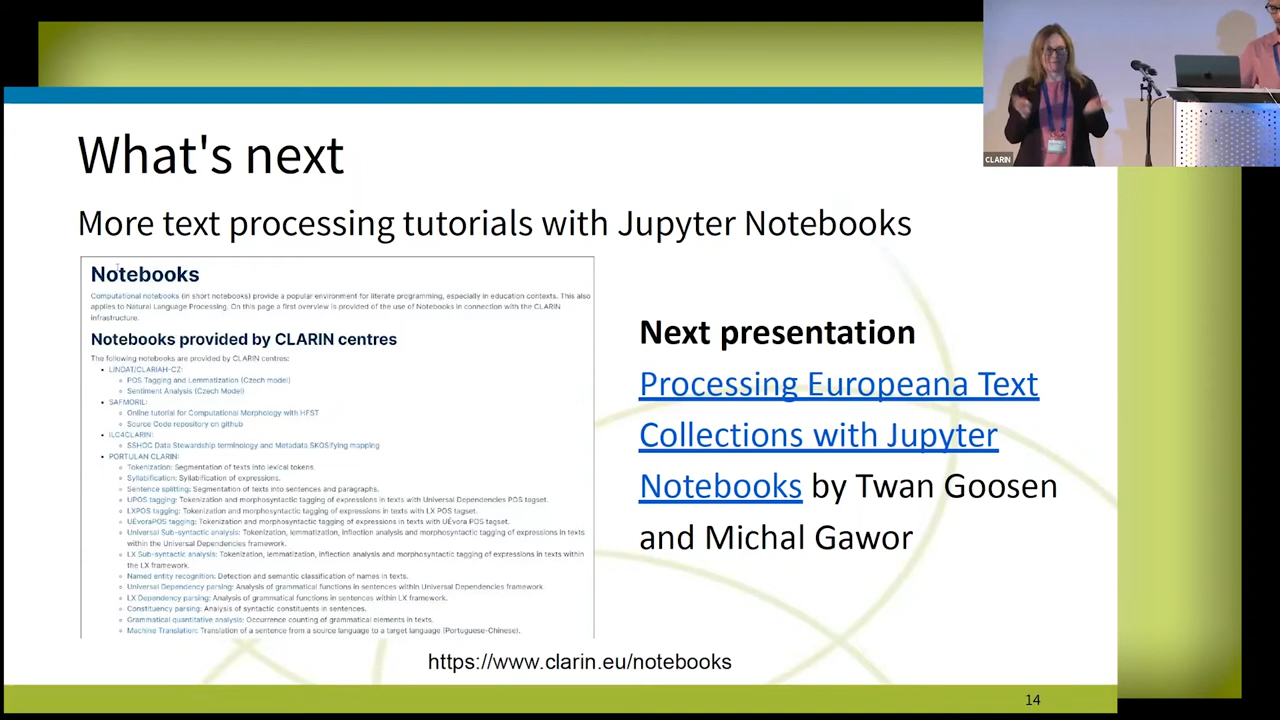 CLARIN
What's next
More text processing tutorials with Jupyter Notebooks
Notebooks
Computational notebooks (in short notebooks) provide a popular environment for literate programming, especially in education contexts. This also
applies to Natural Language Processing. On this page a first overview is provided of the use of Notebooks in connection with the CLARIN
infrastructure.
Notebooks provided by CLARIN centres
The following notebooks are provided by CLARIN centres:
• LINDAT/CLARIAH-CZ:
POS Tagging and Lemmatization (Czech model)
Sentiment Analysis (Czech Model)
• SAFMORIL:
Online tutorial for Computational Morphology with HFST
Source Code repository on github
• ILC4CLARIN:
SSHOC Data Stewardship terminology and Metadata SKOSifying mapping
• PORTULAN CLARIN:
Tokenization: Segmentation of texts into lexical tokens.
Syllabification: Syllabification of expressions.
Sentence splitting: Segmentation of texts into sentences and paragraphs.
UPOS tagging: Tokenization and morphosyntactic tagging of expressions in texts with Universal Dependencies POS tagset.
LXPOS tagging: Tokenization and morphosyntactic tagging of expressions in texts with LX POS tagset.
UÉvoraPOS tagging: Tokenization and morphosyntactic tagging of expressions in texts with UÉvora POS tagset.
Universal Sub-syntactic analysis: Tokenization, lemmatization, inflection analysis and morphosyntactic tagging of expressions in texts
within the Universal Dependencies framework.
LX Sub-syntactic analysis: Tokenization, lemmatization, inflection analysis and morphosyntactic tagging of expressions in texts within
the LX framework.
Named entity recognition: Detection and semantic classification of names in texts.
Universal Dependency parsing: Analysis of grammatical functions in sentences within Universal Dependencies framework
LX Dependency parsing: Analysis of grammatical functions in sentences within LX framework.
Constituency parsing: Analysis of syntactic constituents in sentences.
Grammatical quantitative analysis: Occurrence counting of grammatical elements in texts.
Machine Translation: Translation of a sentence from a source language to a target language (Portuguese-Chinese).
Next presentation
Processing Europeana Text
Collections with Jupyter
Notebooks by Twan Goosen
and Michal Gawor
https://www.clarin.eu/notebooks
14